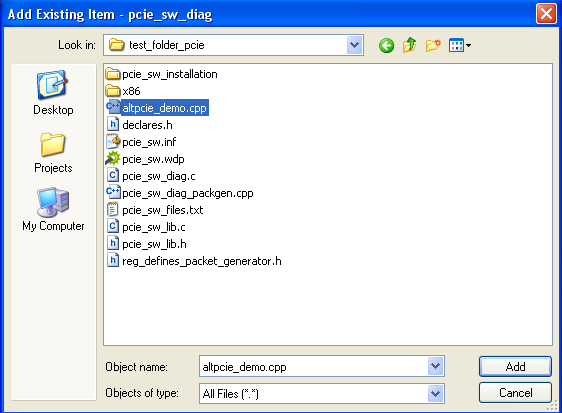 Add Existing Item - pcie_sw_diag
Look in: test_folder_pcie
Desktop
Projects
My Computer
pcie_sw_installation
x86
altpcie_demo.cpp
declares.h
pcie_sw.inf
pcie_sw.wdp
pcie_sw_diag.c
pcie_sw_diag_packgen.cpp
pcie_sw_files.txt
pcie_sw_lib.c
pcie_sw_lib.h
reg_defines_packet_generator.h
Object name: altpcie_demo.cpp Add
Objects of type: All Files (*.*) Cancel